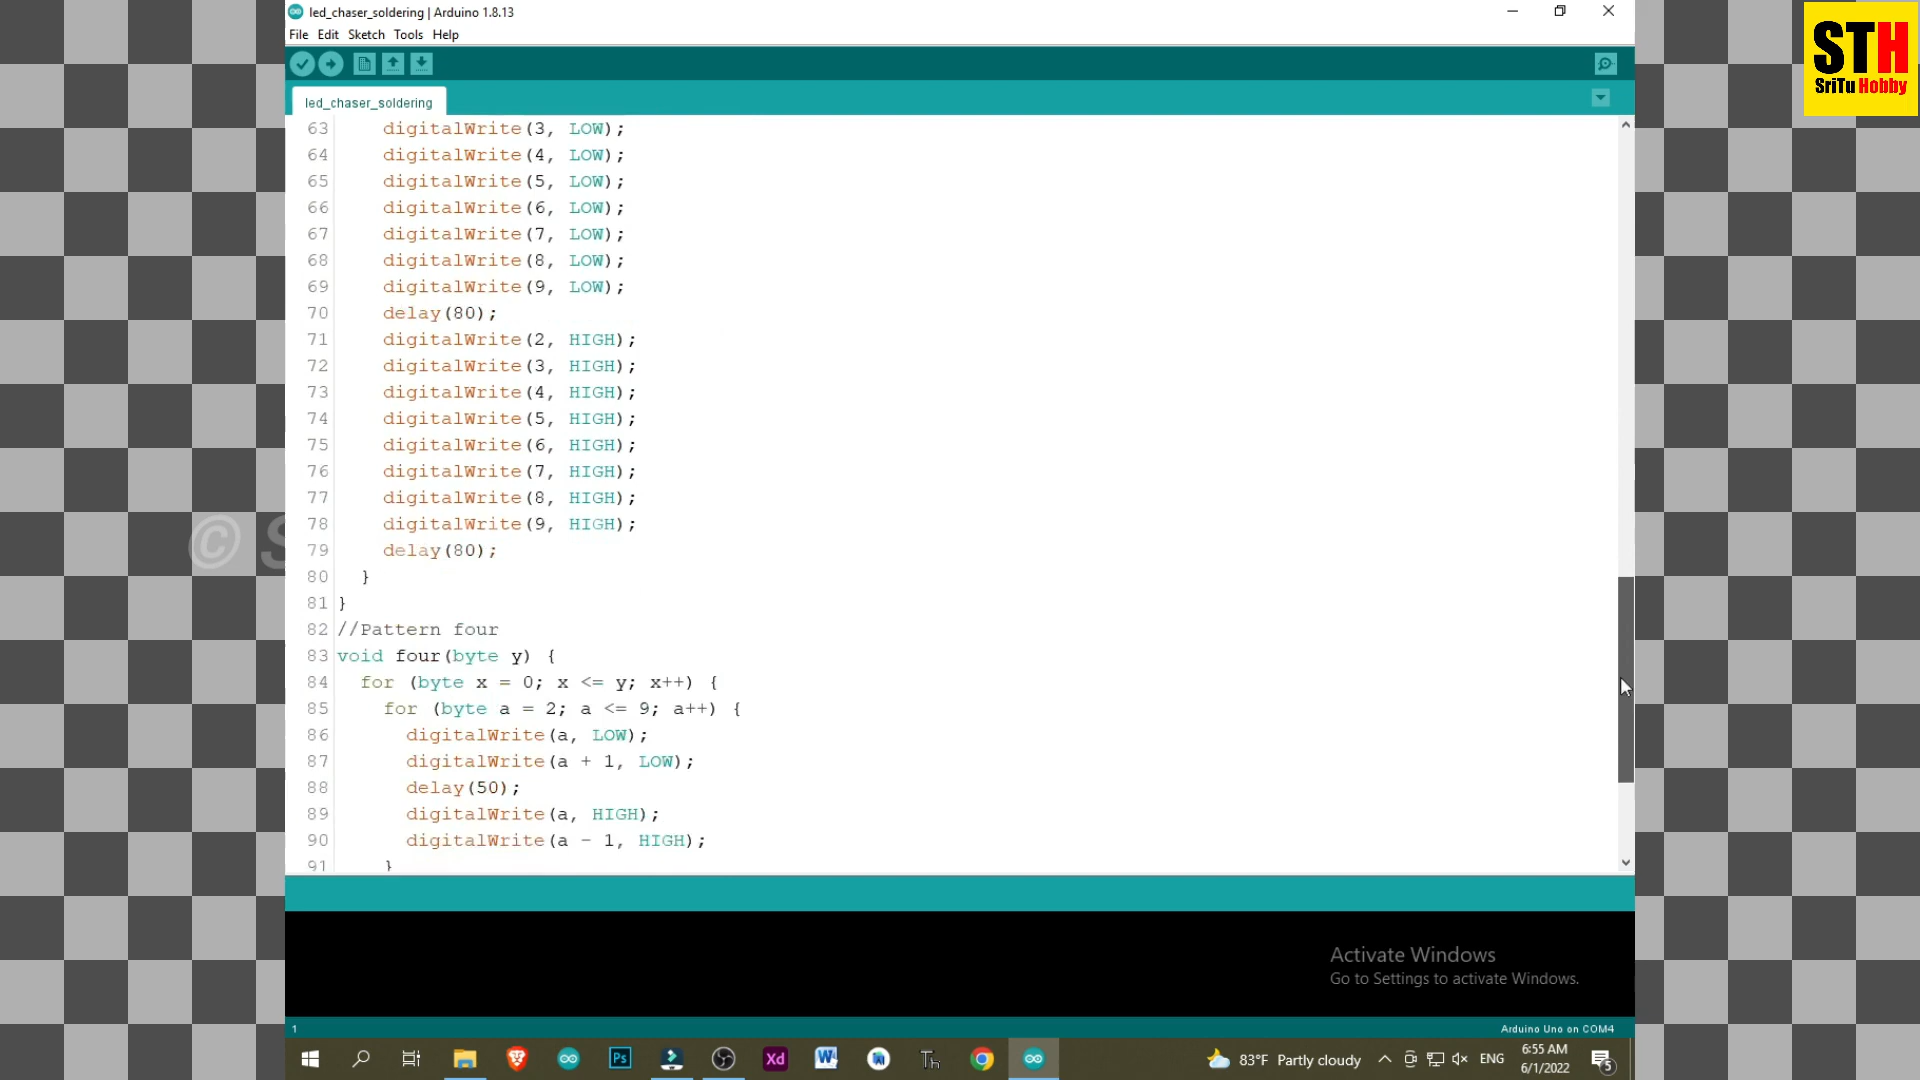 led_chaser_soldering | Arduino 1.8.13
File Edit Sketch Tools Help
STH
SriTu Hobby
led_chaser_soldering
63 digitalWrite(3, LOW);
64 digitalWrite(4, LOW);
65 digitalWrite(5, LOW);
66 digitalWrite(6, LOW);
67 digitalWrite(7, LOW);
68 digitalWrite(8, LOW);
69 digitalWrite(9, LOW);
70 delay(80);
71 digitalWrite(2, HIGH);
72 digitalWrite(3, HIGH);
73 digitalWrite(4, HIGH);
74 digitalWrite(5, HIGH);
75 digitalWrite(6, HIGH);
76 digitalWrite(7, HIGH);
77 digitalWrite(8, HIGH);
78 digitalWrite(9, HIGH);
79 delay(80);
80 }
81 }
82 //Pattern four
83 void four(byte y) {
84 for (byte x = 0; x <= y; x++) {
85 for (byte a = 2; a <= 9; a++) {
86 digitalWrite(a, LOW);
87 digitalWrite(a + 1, LOW);
88 delay(50);
89 digitalWrite(a, HIGH);
90 digitalWrite(a - 1, HIGH);
91 }
© S
Activate Windows
Go to Settings to activate Windows.
1
Arduino Uno on COM4
Ps
Xd
W
Th
83°F Partly cloudy
ENG
6:55 AM
6/1/2022
5